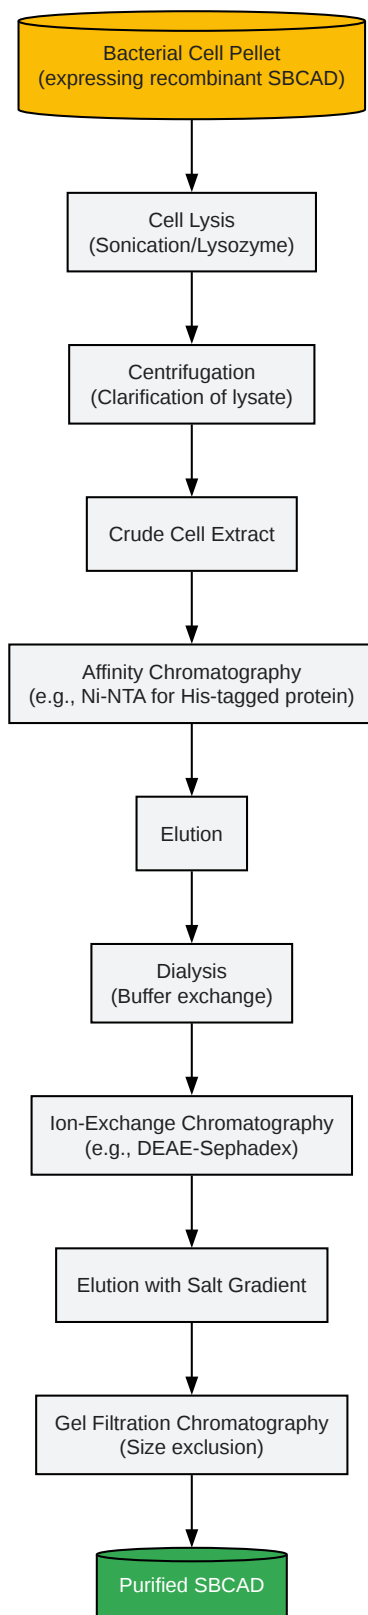 Bacterial Cell Pellet
(expressing recombinant SBCAD)
Cell Lysis
(Sonication/Lysozyme)
Centrifugation
(Clarification of lysate)
Crude Cell Extract
Affinity Chromatography
(e.g., Ni-NTA for His-tagged protein)
Elution
Dialysis
(Buffer exchange)
Ion-Exchange Chromatography
(e.g., DEAE-Sephadex)
Elution with Salt Gradient
Gel Filtration Chromatography
(Size exclusion)
Purified SBCAD